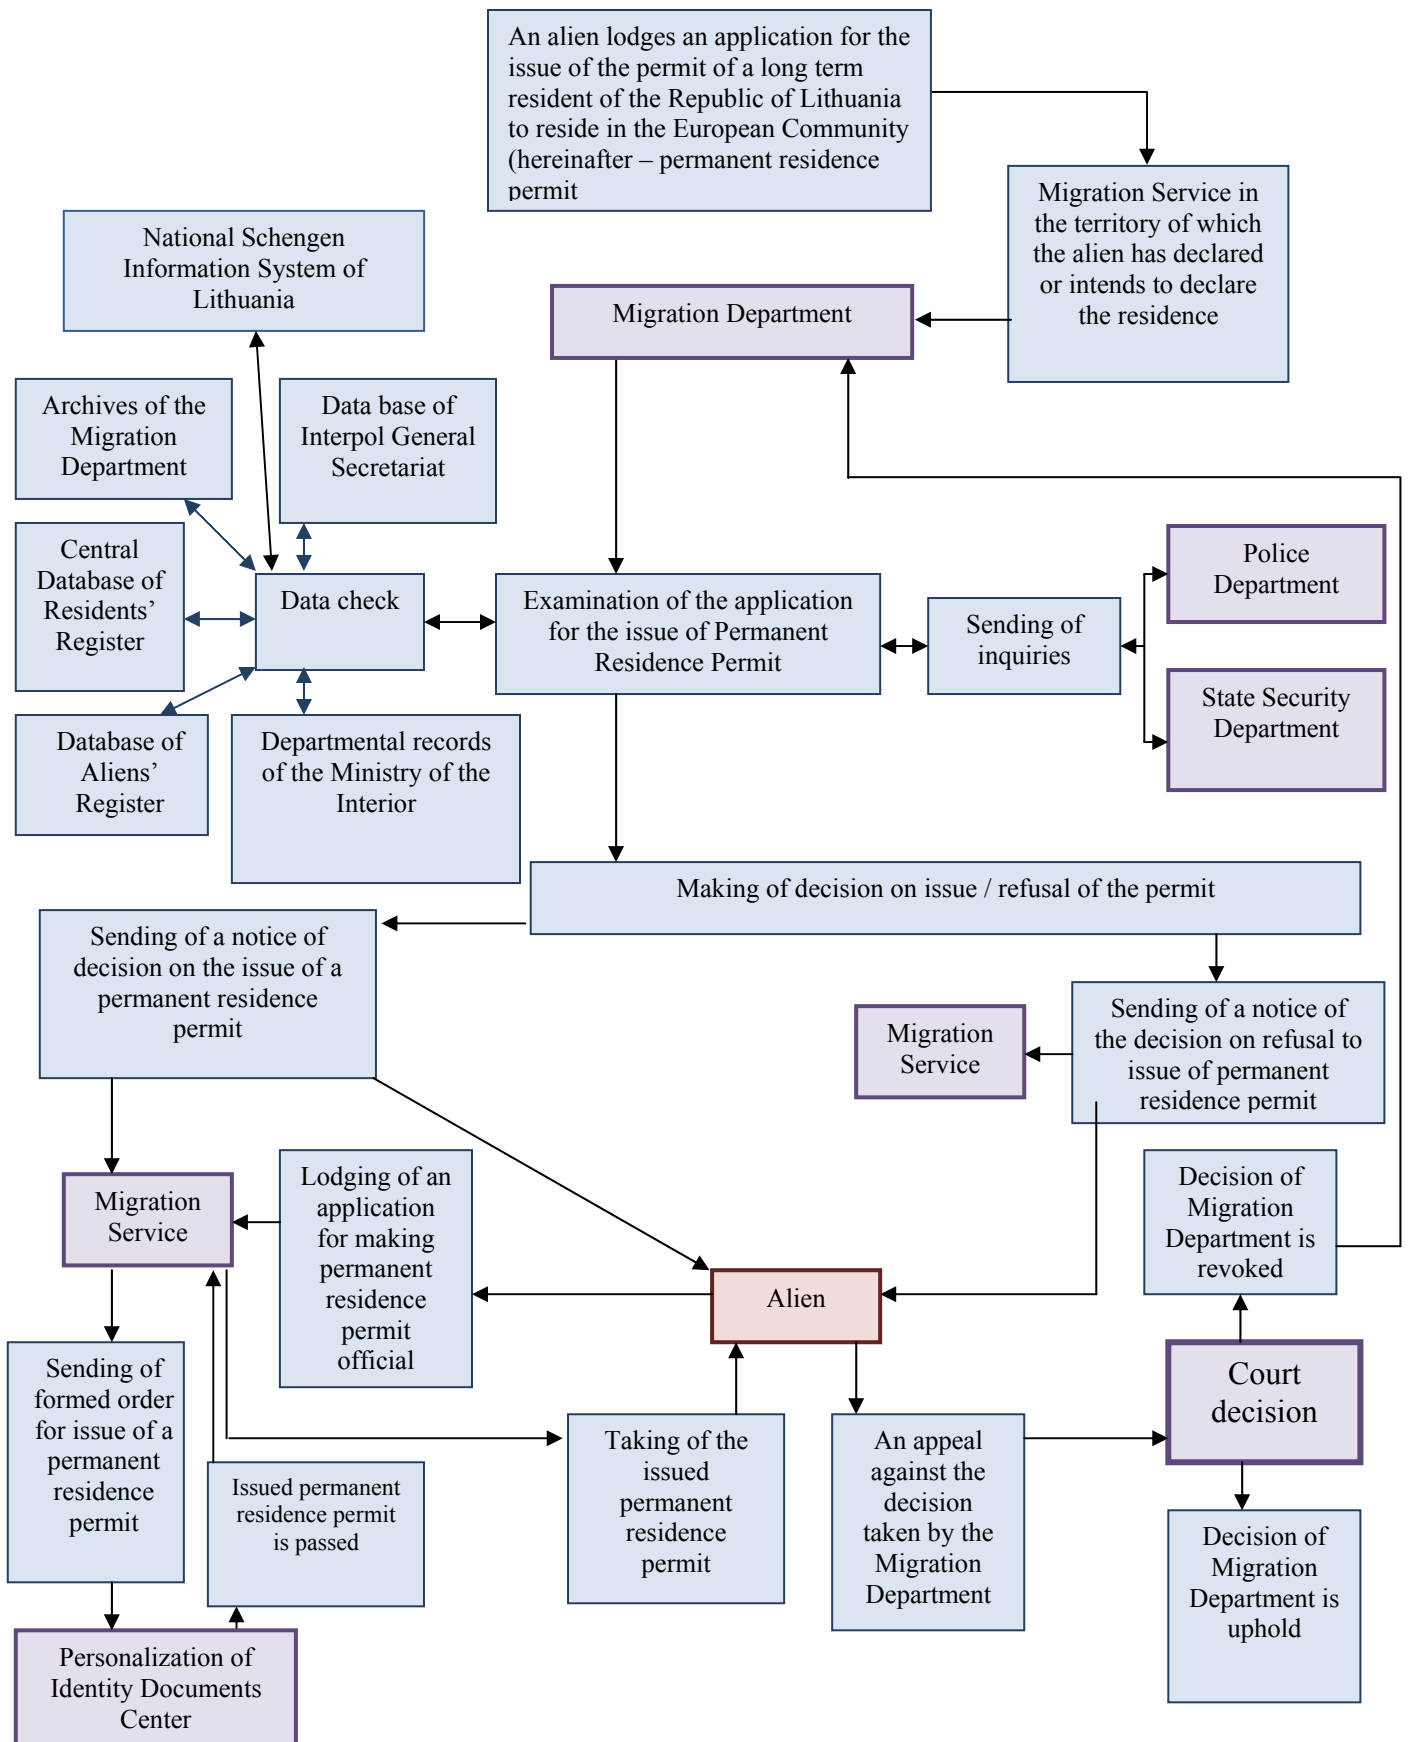 An alien lodges an application for the
issue of the permit of a long term
resident of the Republic of Lithuania
to reside in the European Community
(hereinafter – permanent residence
permit
Migration Service in
the territory of which
the alien has declared
or intends to declare
the residence
National Schengen
Information System of
Lithuania
Migration Department
Archives of the
Migration
Department
Data base of
Interpol General
Secretariat
Central
Database of
Residents’
Register
Data check
Examination of the application
for the issue of Permanent
Residence Permit
Sending of
inquiries
Police
Department
State Security
Department
Database of
Aliens’
Register
Departmental records
of the Ministry of the
Interior
Making of decision on issue / refusal of the permit
Sending of a notice of
decision on the issue of a
permanent residence
permit
Migration
Service
Sending of a notice of
the decision on refusal to
issue of permanent
residence permit
Migration
Service
Lodging of an
application
for making
permanent
residence
permit
official
Alien
Decision of
Migration
Department is
revoked
Court
decision
Sending of
formed order
for issue of a
permanent
residence
permit
Issued permanent
residence permit
is passed
Taking of the
issued
permanent
residence
permit
An appeal
against the
decision
taken by the
Migration
Department
Decision of
Migration
Department is
uphold
Personalization of
Identity Documents
Center